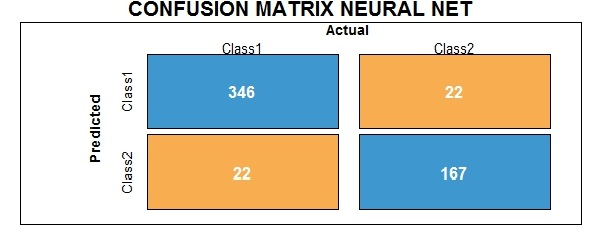 CONFUSION MATRIX NEURAL NET
Actual
Class1 Class2
Predicted
Class1 346 22
Class2 22 167